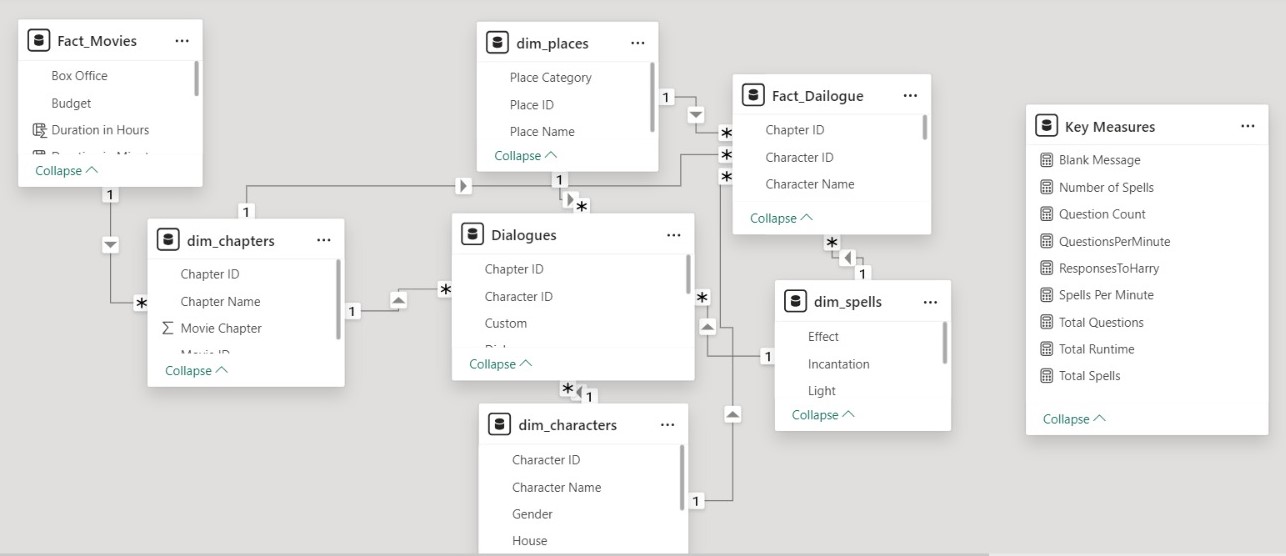 Fact_Movies
Box Office
Budget
Duration in Hours
Collapse
1
*
dim_chapters
Chapter ID
Chapter Name
Movie Chapter
Movie ID
Collapse
1
1
dim_places
Place Category
Place ID
Place Name
Collapse
1
1
*
Dialogues
Chapter ID
Character ID
Custom
Collapse
*
*
*
1
dim_characters
Character ID
Character Name
Gender
House
1
Fact_Dailogue
Chapter ID
Character ID
Character Name
Collapse
*
*
*
*
1
dim_spells
Effect
Incantation
Light
Collapse
1
Key Measures
Blank Message
Number of Spells
Question Count
QuestionsPerMinute
ResponsesToHarry
Spells Per Minute
Total Questions
Total Runtime
Total Spells
Collapse